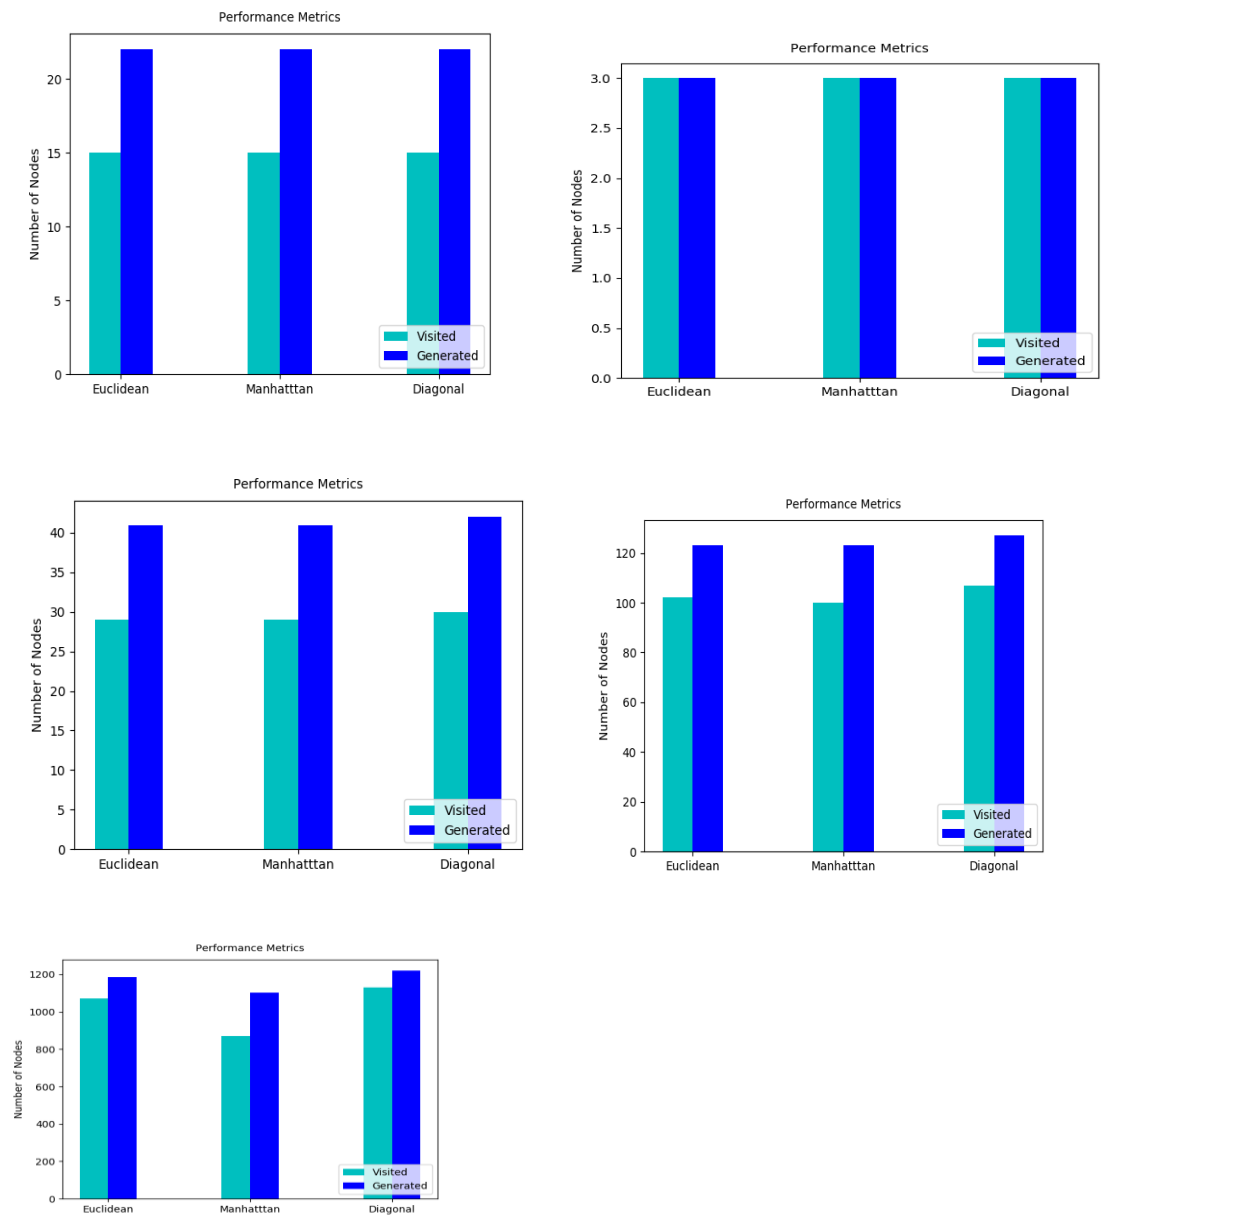 Performance Metrics
Number of Nodes
20
15
10
5
0
Visited
Generated
Euclidean Manhatttan Diagonal
Performance Metrics
Number of Nodes
3.0
2.5
2.0
1.5
1.0
0.5
0.0
Visited
Generated
Euclidean Manhatttan Diagonal
Performance Metrics
Number of Nodes
40
35
30
25
20
15
10
5
0
Visited
Generated
Euclidean Manhatttan Diagonal
Performance Metrics
Number of Nodes
120
100
80
60
40
20
0
Visited
Generated
Euclidean Manhatttan Diagonal
Performance Metrics
Number of Nodes
1200
1000
800
600
400
200
0
Visited
Generated
Euclidean Manhatttan Diagonal